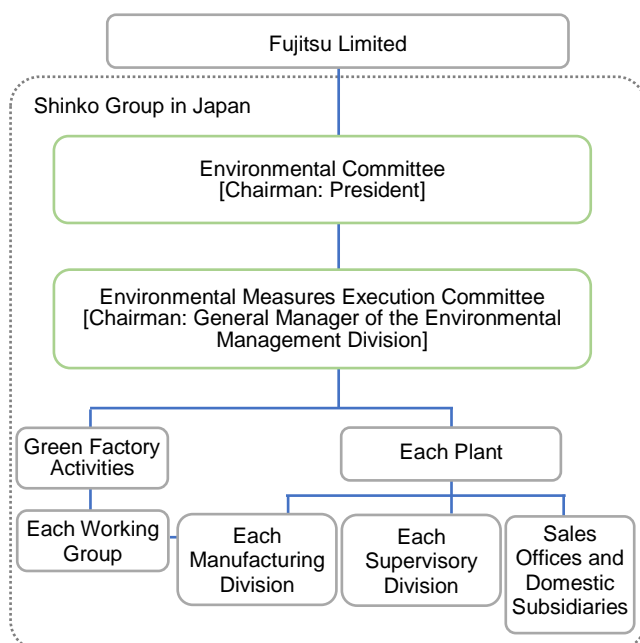 Fujitsu Limited
Shinko Group in Japan
Environmental Committee
[Chairman: President]
Environmental Measures Execution Committee
[Chairman: General Manager of the Environmental
Management Division]
Green Factory
Activities
Each Plant
Each Working
Group
Each
Manufacturing
Division
Each
Supervisory
Division
Sales
Offices and
Domestic
Subsidiaries